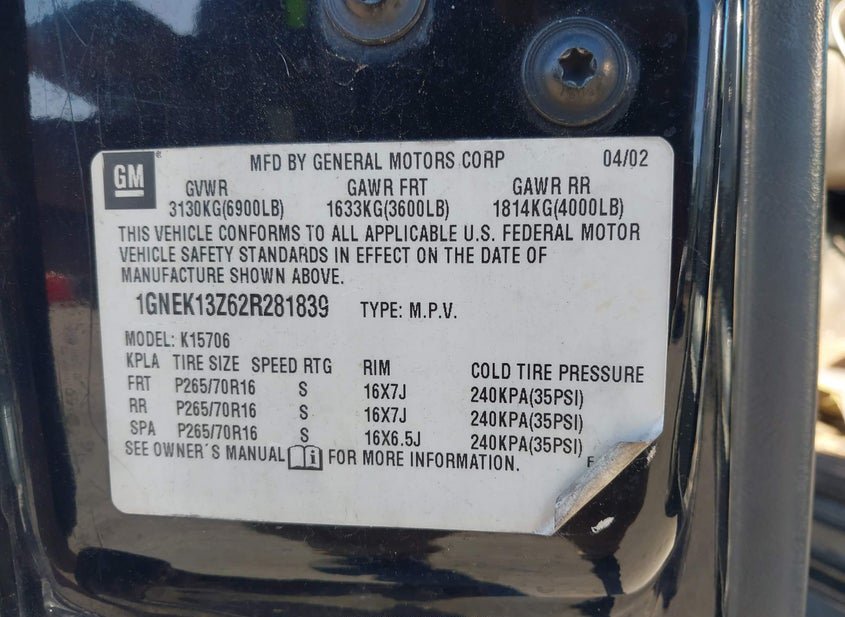 GM MFD BY GENERAL MOTORS CORP 04/02
GVWR GAWR FRT GAWR RR
3130KG(6900LB) 1633KG(3600LB) 1814KG(4000LB)
THIS VEHICLE CONFORMS TO ALL APPLICABLE U.S. FEDERAL MOTOR
VEHICLE SAFETY STANDARDS IN EFFECT ON THE DATE OF
MANUFACTURE SHOWN ABOVE.
1GNEK13Z62R281839 TYPE: M.P.V.
MODEL: K15706
KPLA TIRE SIZE SPEED RTG RIM COLD TIRE PRESSURE
FRT P265/70R16 S 16X7J 240KPA(35PSI)
RR P265/70R16 S 16X7J 240KPA(35PSI)
SPA P265/70R16 S 16X6.5J 240KPA(35PSI)
SEE OWNER'S MANUAL i FOR MORE INFORMATION.